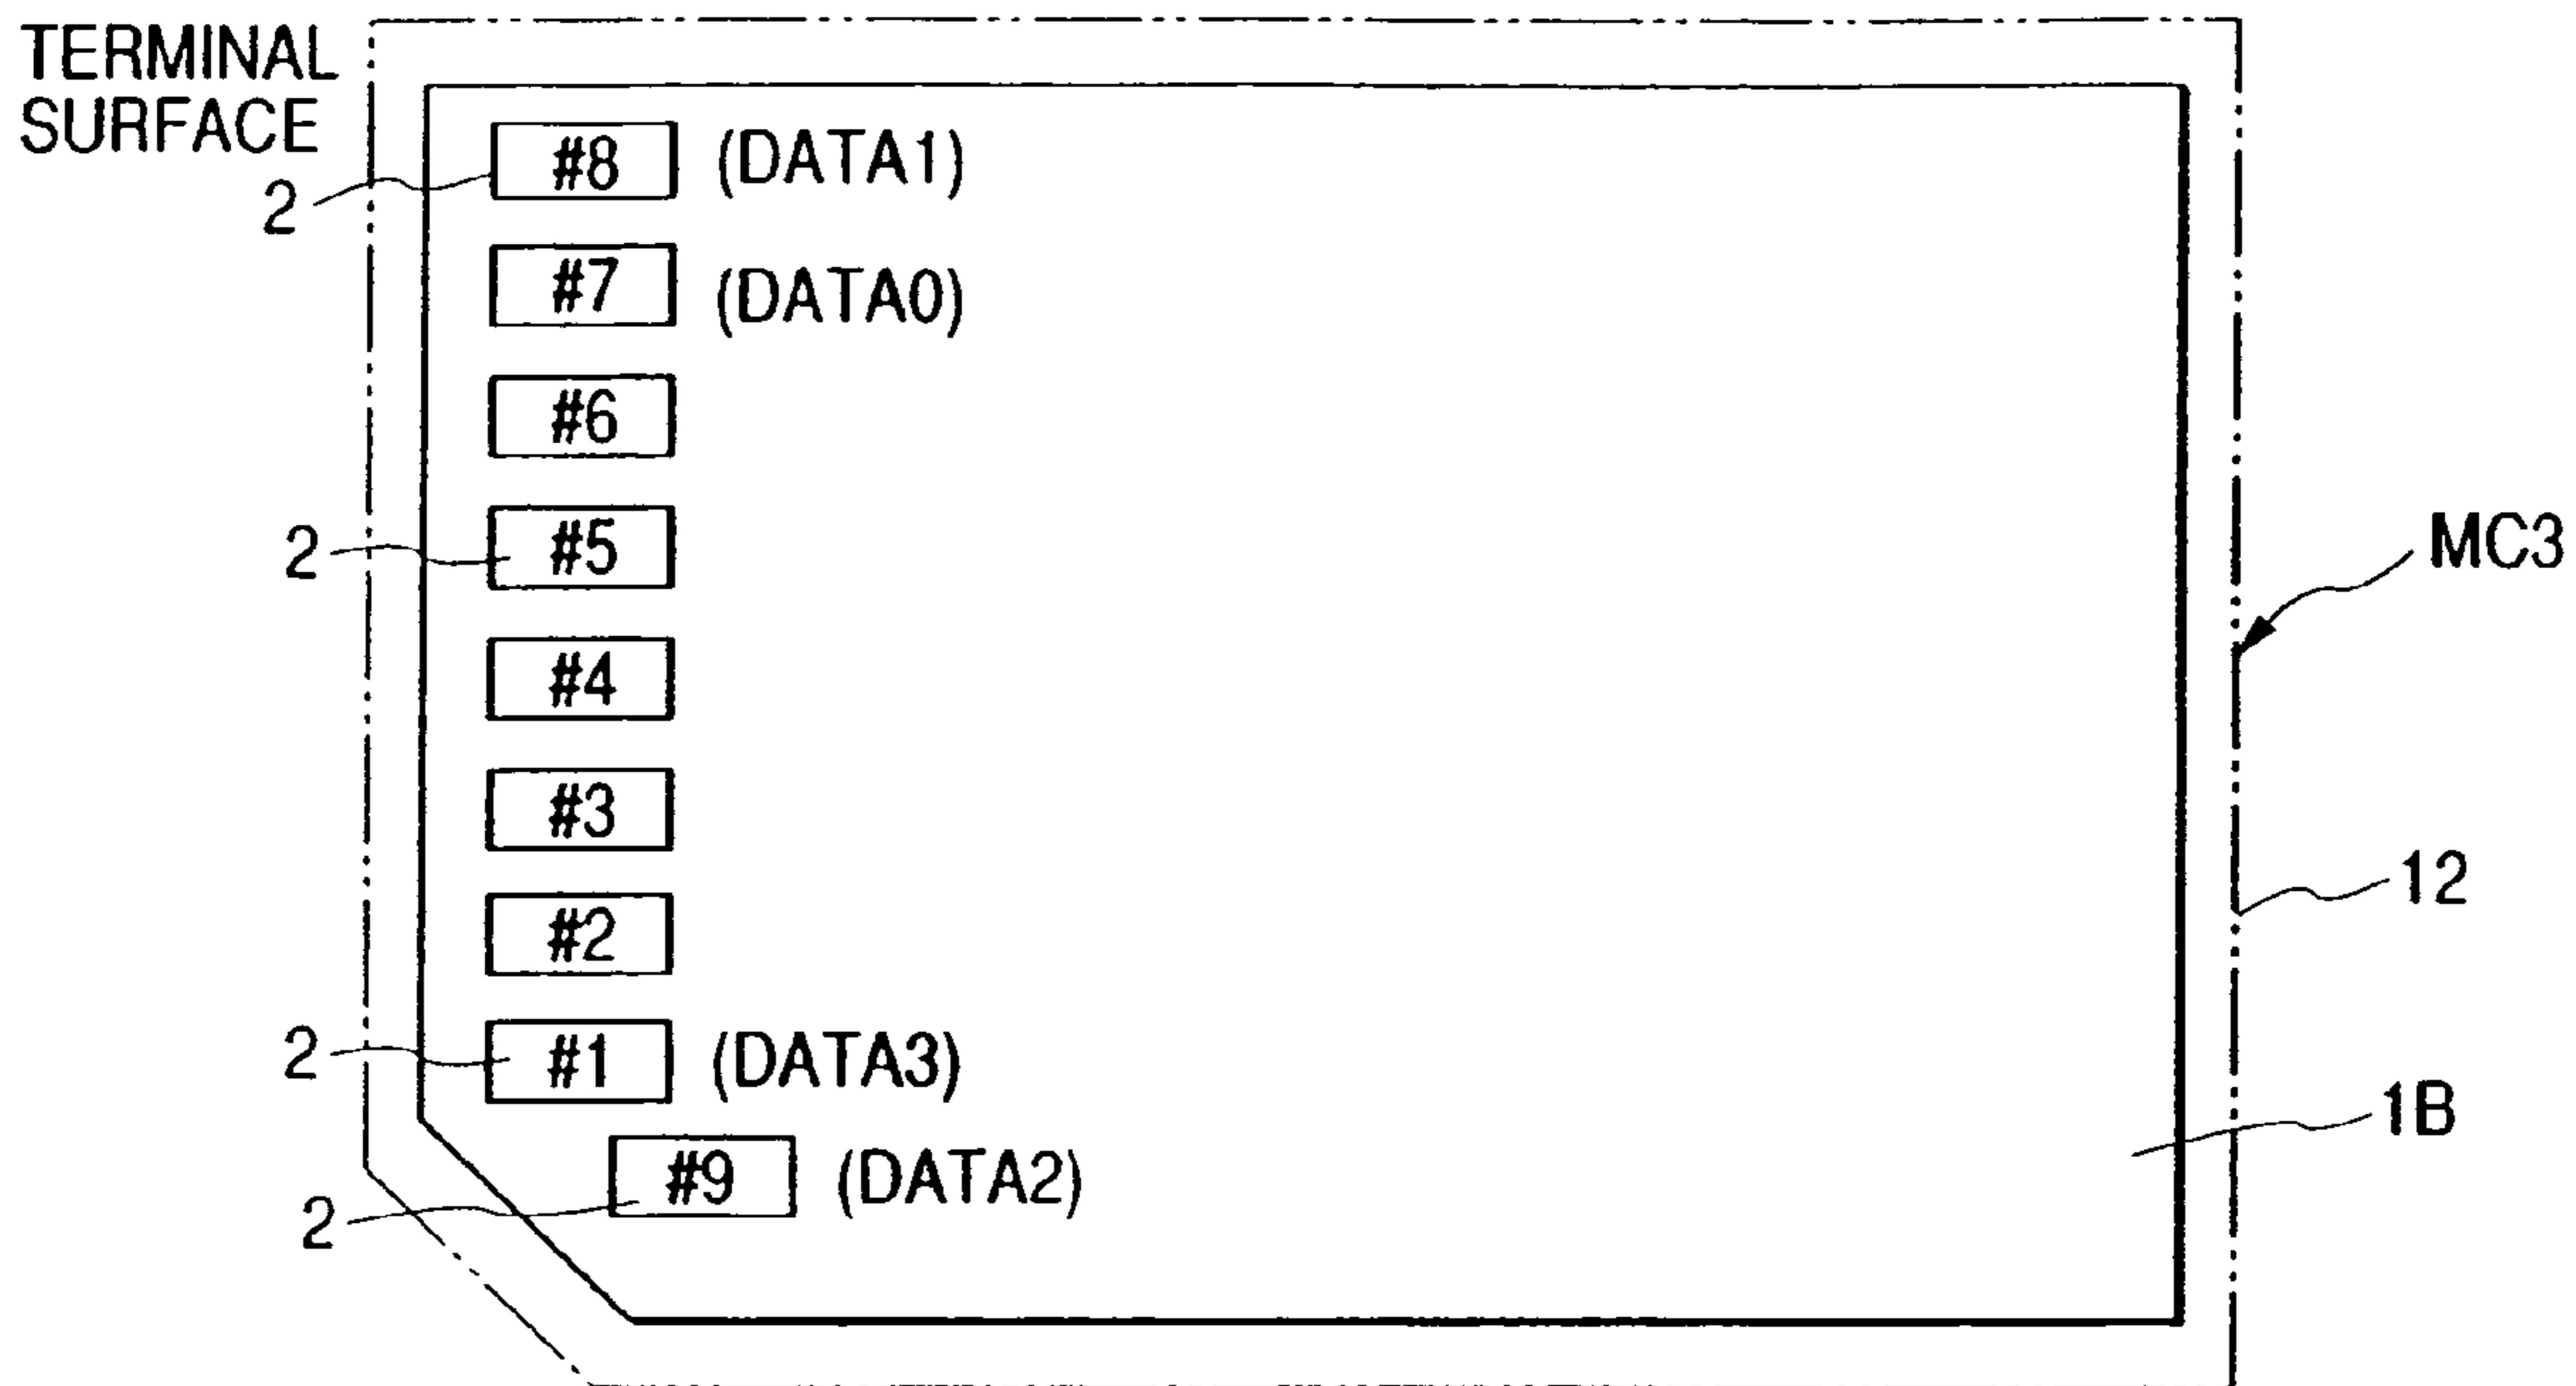 TERMINAL
SURFACE
2
#8 (DATA1)
#7 (DATA0)
#6
2 #5
MC3
#4
#3
12
#2
2 #1 (DATA3)
1B
#9 (DATA2)
2